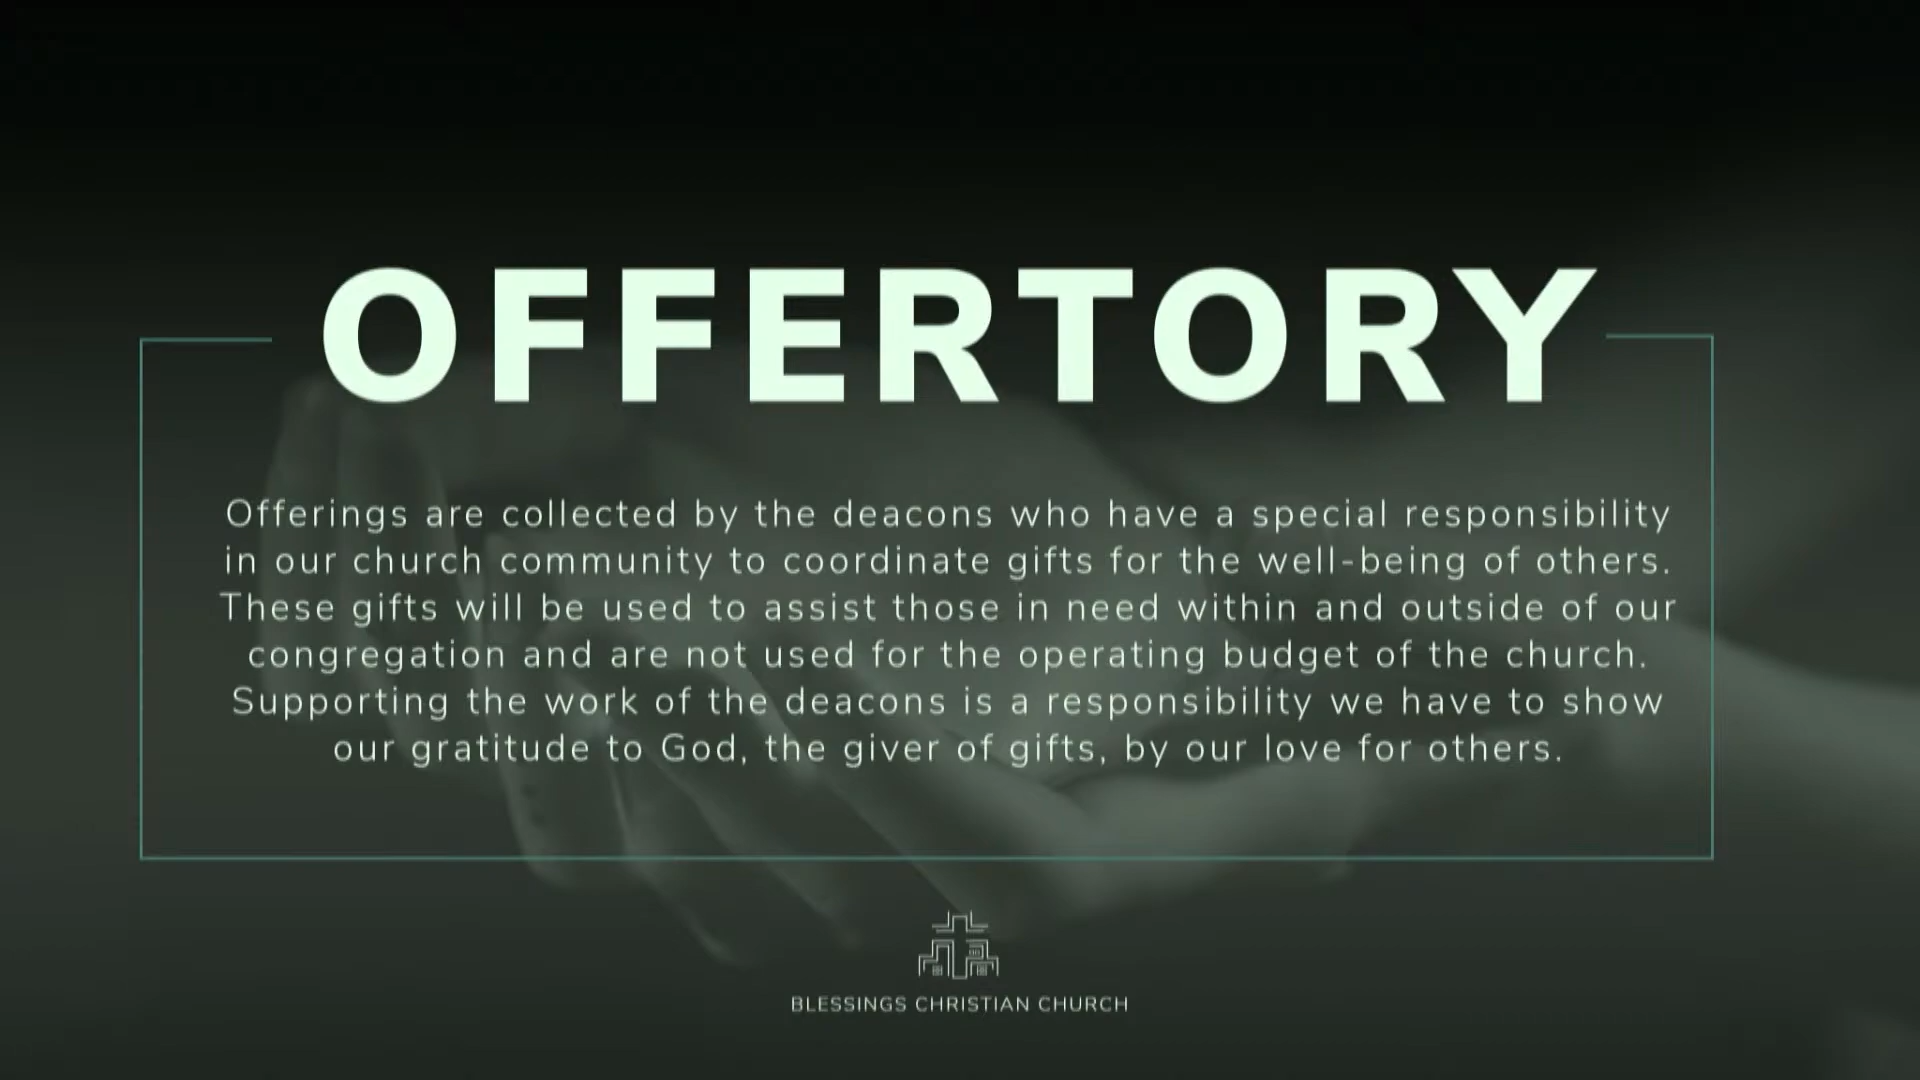 OFFERTORY
Offerings are collected by the deacons who have a special responsibility
in our church community to coordinate gifts for the well-being of others.
These gifts will be used to assist those in need within and outside of our
congregation and are not used for the operating budget of the church.
Supporting the work of the deacons is a responsibility we have to show
our gratitude to God, the giver of gifts, by our love for others.
BLESSINGS CHRISTIAN CHURCH